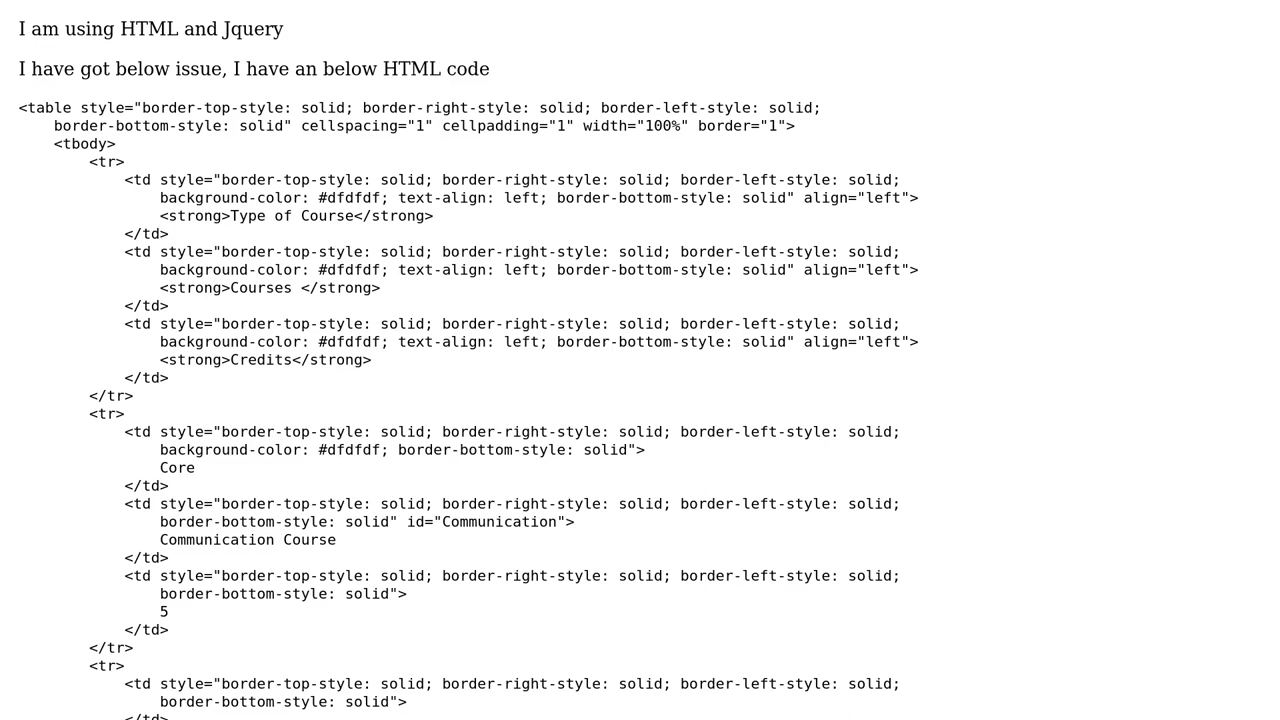 I am using HTML and Jquery
I have got below issue, I have an below HTML code
<table style="border-top-style: solid; border-right-style: solid; border-left-style: solid;
    border-bottom-style: solid" cellspacing="1" cellpadding="1" width="100%" border="1">
    <tbody>
        <tr>
            <td style="border-top-style: solid; border-right-style: solid; border-left-style: solid;
                background-color: #dfdfdf; text-align: left; border-bottom-style: solid" align="left">
                <strong>Type of Course</strong>
            </td>
            <td style="border-top-style: solid; border-right-style: solid; border-left-style: solid;
                background-color: #dfdfdf; text-align: left; border-bottom-style: solid" align="left">
                <strong>Courses </strong>
            </td>
            <td style="border-top-style: solid; border-right-style: solid; border-left-style: solid;
                background-color: #dfdfdf; text-align: left; border-bottom-style: solid" align="left">
                <strong>Credits</strong>
            </td>
        </tr>
        <tr>
            <td style="border-top-style: solid; border-right-style: solid; border-left-style: solid;
                background-color: #dfdfdf; border-bottom-style: solid">
                Core
            </td>
            <td style="border-top-style: solid; border-right-style: solid; border-left-style: solid;
                border-bottom-style: solid" id="Communication">
                Communication Course
            </td>
            <td style="border-top-style: solid; border-right-style: solid; border-left-style: solid;
                border-bottom-style: solid">
                5
            </td>
        </tr>
        <tr>
            <td style="border-top-style: solid; border-right-style: solid; border-left-style: solid;
                border-bottom-style: solid">
            </td>